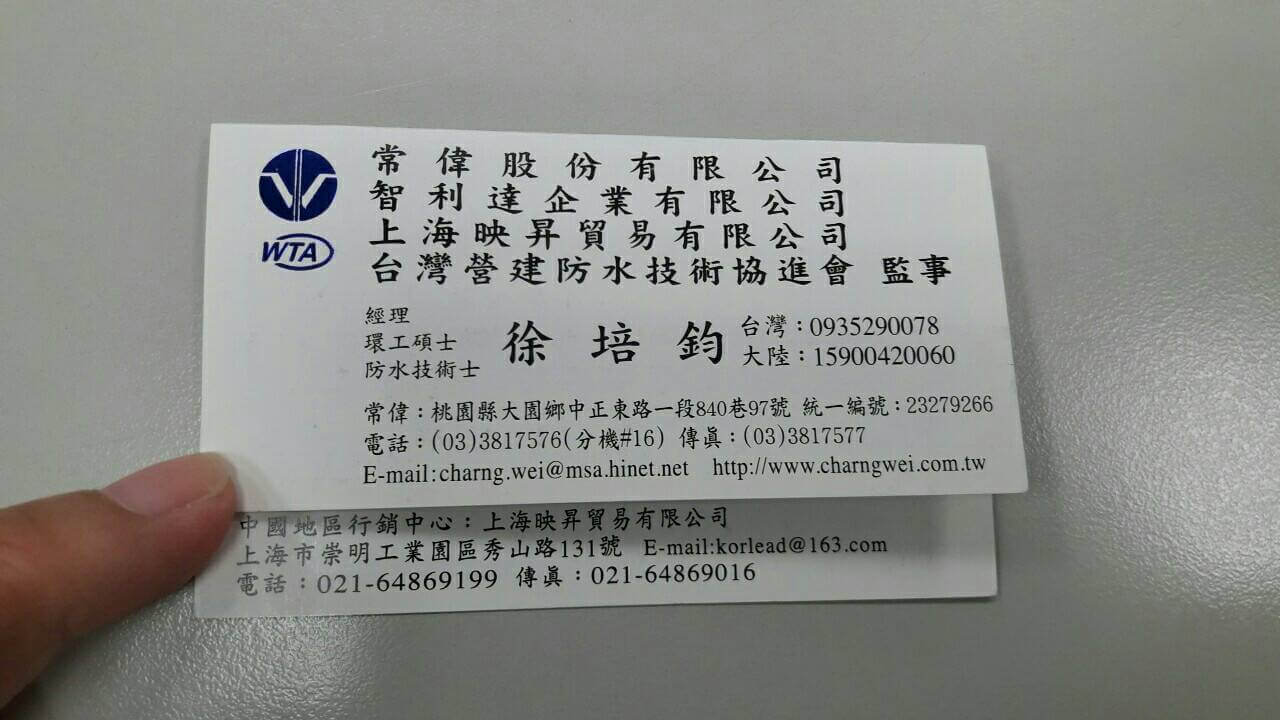 常偉股份有限公司
智利達企業有限公司
上海映昇貿易有限公司
WTA
台灣營建防水技術協進會 監事
經理
環工碩士
防水技術士
徐培鈞
台灣：0935290078
大陸：15900420060
常偉：桃園縣大園鄉中正東路一段840巷97號 統一編號：23279266
電話：(03)3817576(分機#16) 傳眞：(03)3817577
E-mail:charng.wei@msa.hinet.net http://www.charngwei.com.tw
中國地區行銷中心：上海映昇貿易有限公司
上海市崇明工業園區秀山路131號 E-mail:korlead@163.com
電話：021-64869199 傳眞：021-64869016